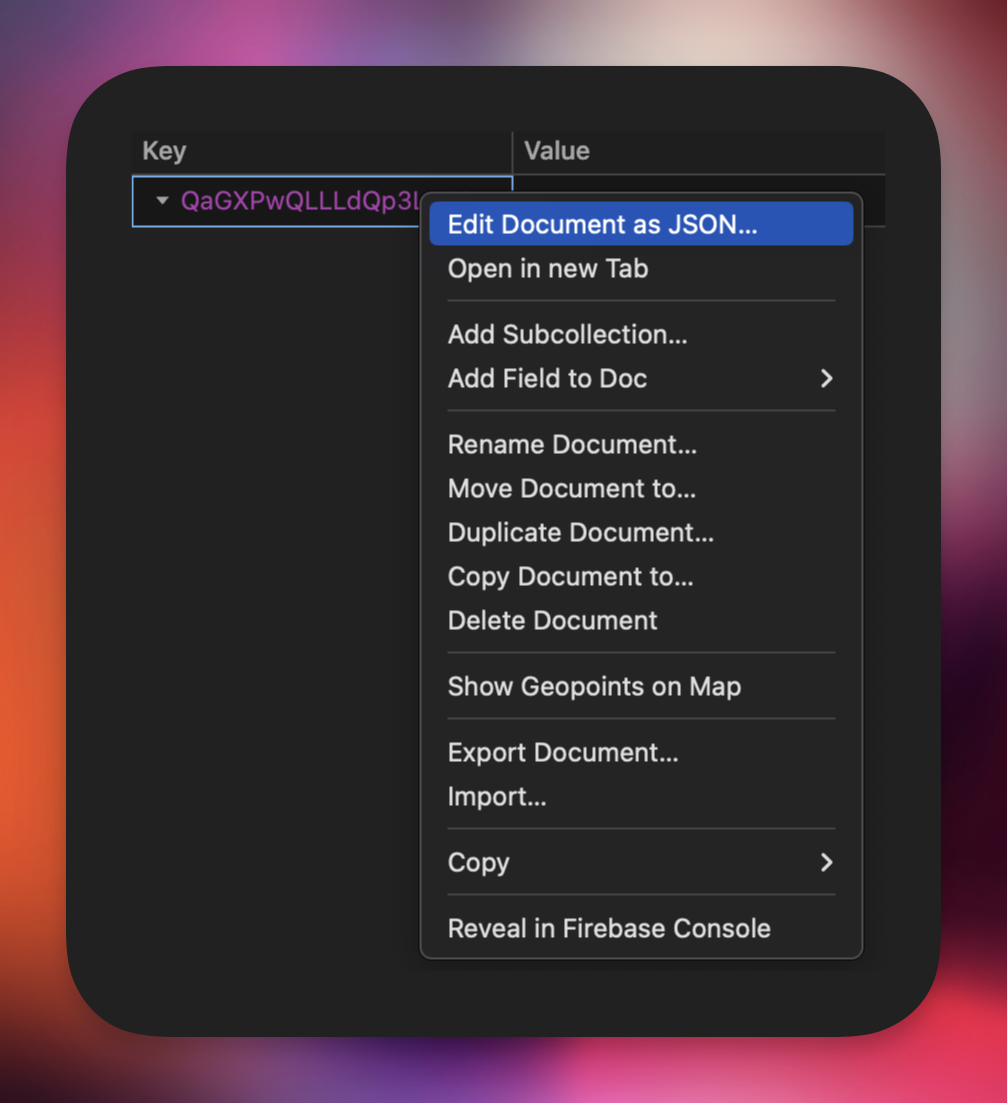 Key Value
QaGXPwQLLLdQp3L
Edit Document as JSON...
Open in new Tab
Add Subcollection...
Add Field to Doc
Rename Document...
Move Document to...
Duplicate Document...
Copy Document to...
Delete Document
Show Geopoints on Map
Export Document...
Import...
Copy
Reveal in Firebase Console